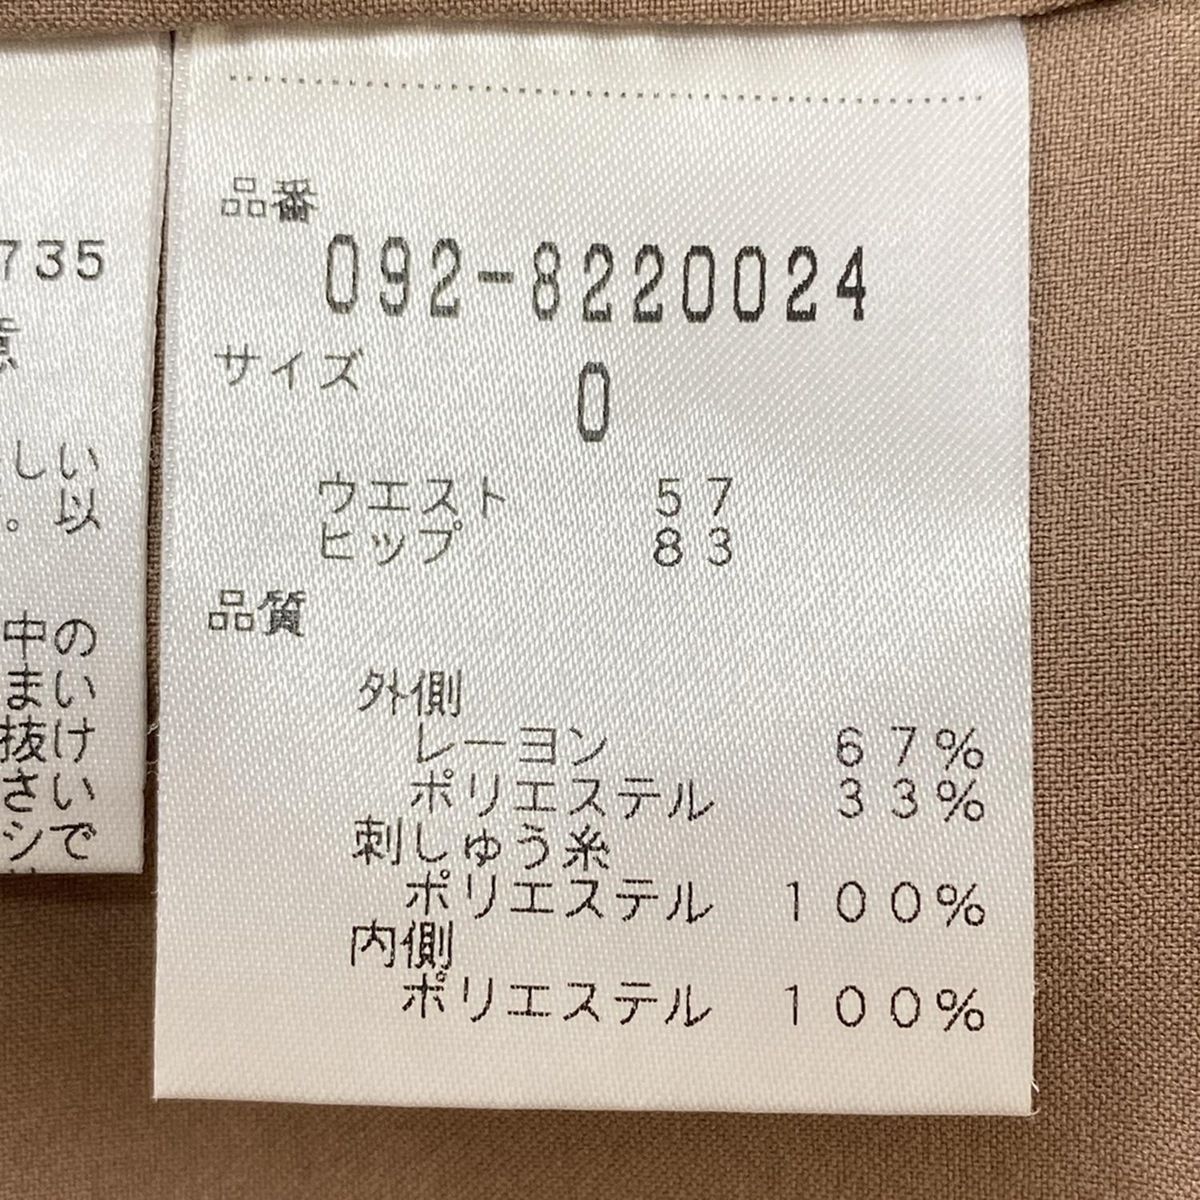 735
意
しい
。以
中の
まい
抜け
さい
シで
品番
092-8220024
サイズ
0
ウエスト 57
ヒップ 83
品質
外側
レーヨン 67%
ポリエステル 33%
刺しゅう糸
ポリエステル 100%
内側
ポリエステル 100%